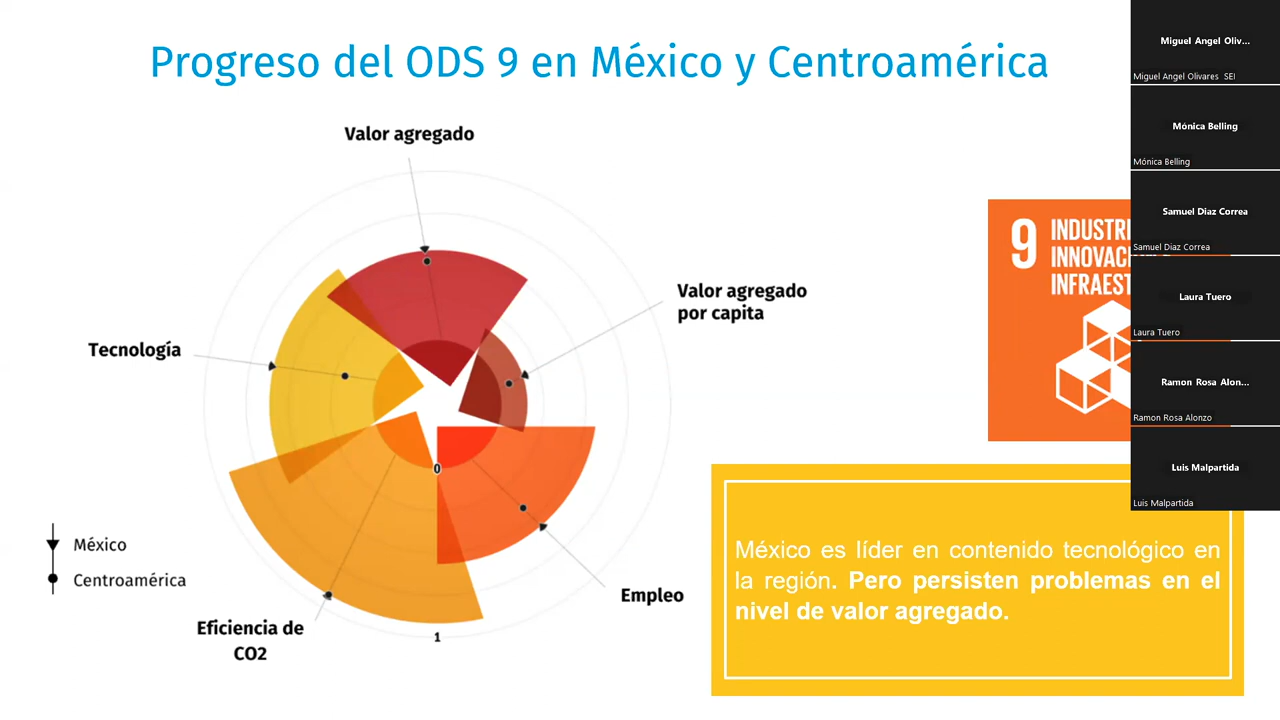 Progreso del ODS 9 en México y Centroamérica
Valor agregado
Valor agregado
por capita
Tecnología
0
México
Centroamérica
Eficiencia de
CO2
1
Empleo
9 INDUSTRI
INNOVAC
INFRAEST
México es líder en contenido tecnológico en
la región. Pero persisten problemas en el
nivel de valor agregado.
Miguel Angel Oliv...
Miguel Angel Olivares SEI
Mónica Belling
Mónica Belling
Samuel Diaz Correa
Samuel Diaz Correa
Laura Tuero
Laura Tuero
Ramon Rosa Alon...
Ramon Rosa Alonzo
Luis Malpartida
Luis Malpartida